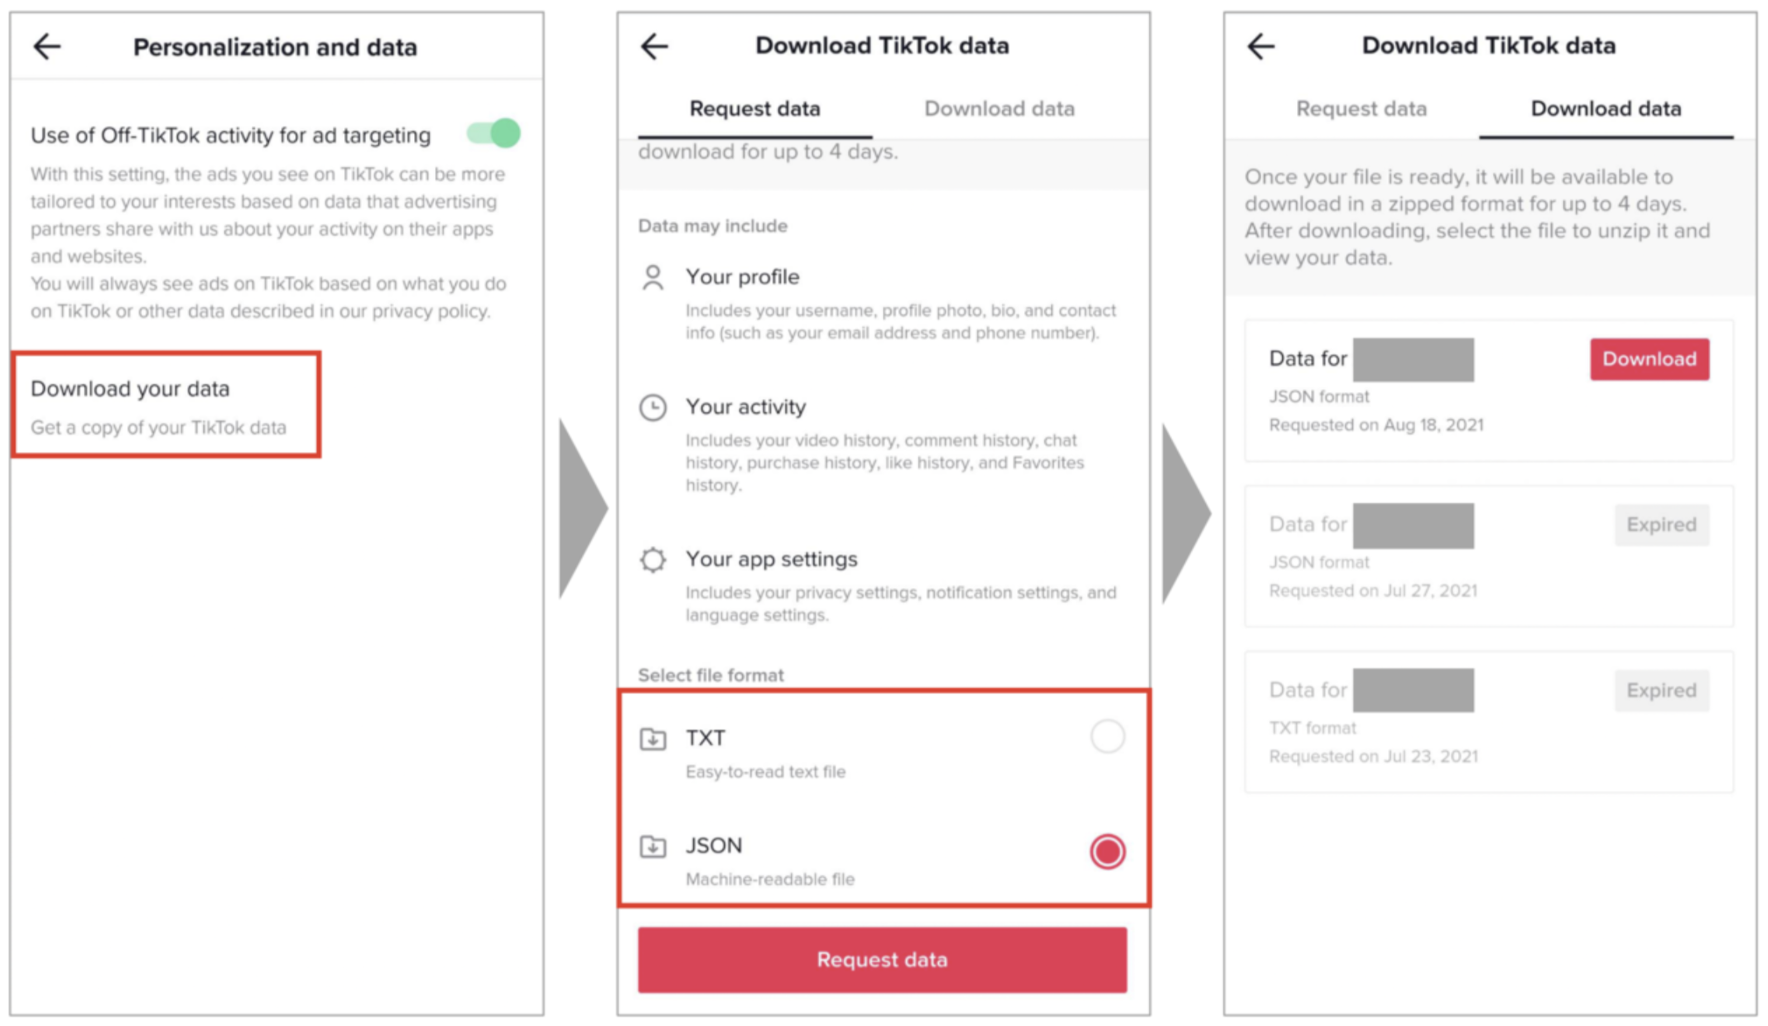 Personalization and data
Use of Off-TikTok activity for ad targeting
With this setting, the ads you see on TikTok can be more
tailored to your interests based on data that advertising
partners share with us about your activity on their apps
and websites.
You will always see ads on TikTok based on what you do
on TikTok or other data described in our privacy policy.
Download your data
Get a copy of your TikTok data
Download TikTok data
Request data
Download data
download for up to 4 days.
Data may include
Your profile
Includes your username, profile photo, bio, and contact
info (such as your email address and phone number).
Your activity
Includes your video history, comment history, chat
history, purchase history, like history, and Favorites
history.
Your app settings
Includes your privacy settings, notification settings, and
language settings.
Select file format
TXT
Easy-to-read text file
JSON
Machine-readable file
Request data
Download TikTok data
Request data
Download data
Once your file is ready, it will be available to
download in a zipped format for up to 4 days.
After downloading, select the file to unzip it and
view your data.
Data for
Download
JSON format
Requested on Aug 18, 2021
Data for
Expired
JSON format
Requested on Jul 27, 2021
Data for
Expired
TXT format
Requested on Jul 23, 2021